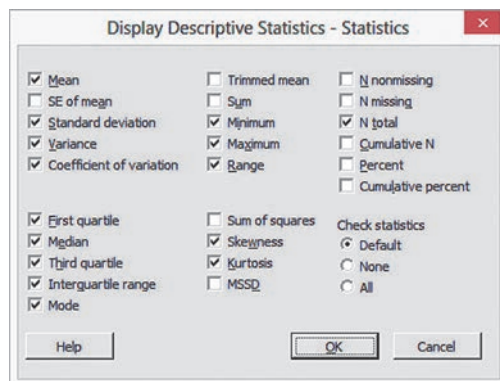 Display Descriptive Statistics - Statistics
Mean
SE of mean
Standard deviation
Variance
Coefficient of variation
Trimmed mean
Sum
Minimum
Maximum
Range
N nonmissing
N missing
N total
Cumulative N
Percent
Cumulative percent
First quartile
Median
Third quartile
Interquartile range
Mode
Sum of squares
Skewness
Kurtosis
MSSD
Check statistics
Default
None
All
Help
OK
Cancel